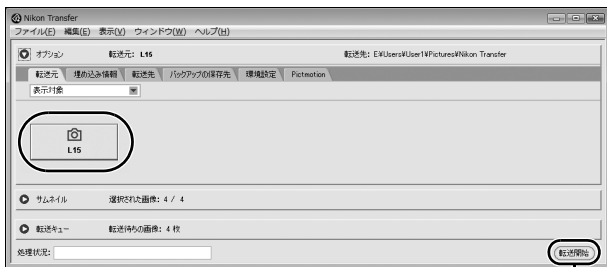 Nikon Transfer
ファイル(F) 編集(E) 表示(V) ウィンドウ(W) ヘルプ(H)
オプション 転送元: L15 転送先: E:¥Users¥User1¥Pictures¥Nikon Transfer
転送元 埋め込み情報 転送先 バックアップの保存先 環境設定 Pictmotion
表示対象
L15
サムネイル 選択された画像: 4 / 4
転送キュー 転送待ちの画像: 4 枚
処理状況: 転送開始